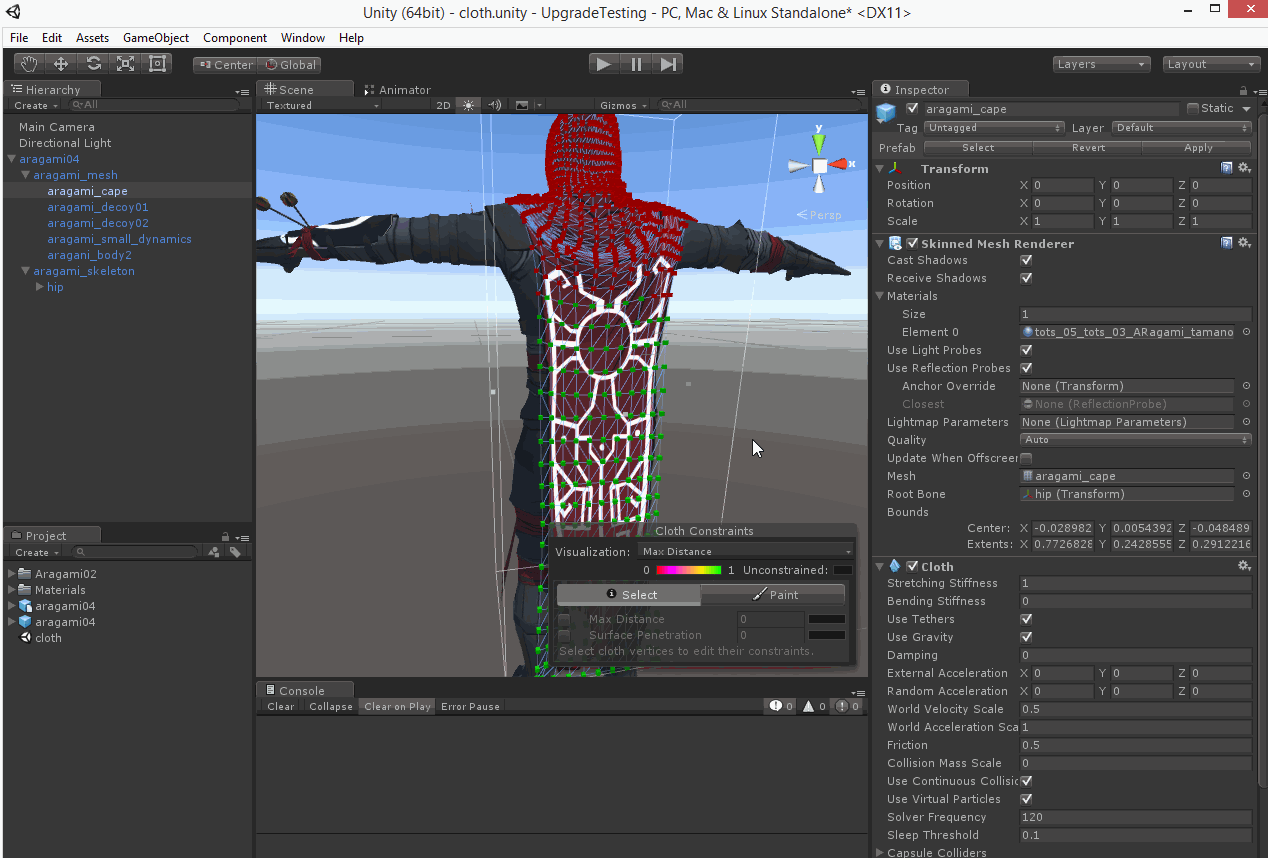 Unity (64bit) - cloth.unity - UpgradeTesting - PC, Mac & Linux Standalone* <DX11>
File Edit Assets GameObject Component Window Help
Center Global Layers Layout
Hierarchy
Create All
Main Camera
Directional Light
aragami04
aragami_mesh
aragami_cape
aragami_decoy01
aragami_decoy02
aragami_small_dynamics
aragani_body2
aragami_skeleton
hip
Project
Create
Aragami02
Materials
aragami04
aragami04
cloth
Scene Animator
Textured 2D Gizmos All
y
x
Persp
Cloth Constraints
Visualization: Max Distance
0 1 Unconstrained:
Select Paint
Max Distance 0
Surface Penetration 0
Select cloth vertices to edit their constraints.
Console
Clear Collapse Clear on Play Error Pause 0 0 0
Inspector
aragami_cape Static
Tag Untagged Layer Default
Prefab Select Revert Apply
Transform
Position X 0 Y 0 Z 0
Rotation X 0 Y 0 Z 0
Scale X 1 Y 1 Z 1
Skinned Mesh Renderer
Cast Shadows
Receive Shadows
Materials
Size 1
Element 0 tots_05_tots_03_ARagami_tamano
Use Light Probes
Use Reflection Probes
Anchor Override None (Transform)
Closest None (ReflectionProbe)
Lightmap Parameters None (Lightmap Parameters)
Quality Auto
Update When Offscreen
Mesh aragami_cape
Root Bone hip (Transform)
Bounds
Center: X -0.028982 Y 0.0054392 Z -0.048489
Extents: X 0.7726828 Y 0.2428555 Z 0.2912216
Cloth
Stretching Stiffness 1
Bending Stiffness 0
Use Tethers
Use Gravity
Damping 0
External Acceleration X 0 Y 0 Z 0
Random Acceleration X 0 Y 0 Z 0
World Velocity Scale 0.5
World Acceleration Sca 1
Friction 0.5
Collision Mass Scale 0
Use Continuous Collisio
Use Virtual Particles
Solver Frequency 120
Sleep Threshold 0.1
Capsule Colliders